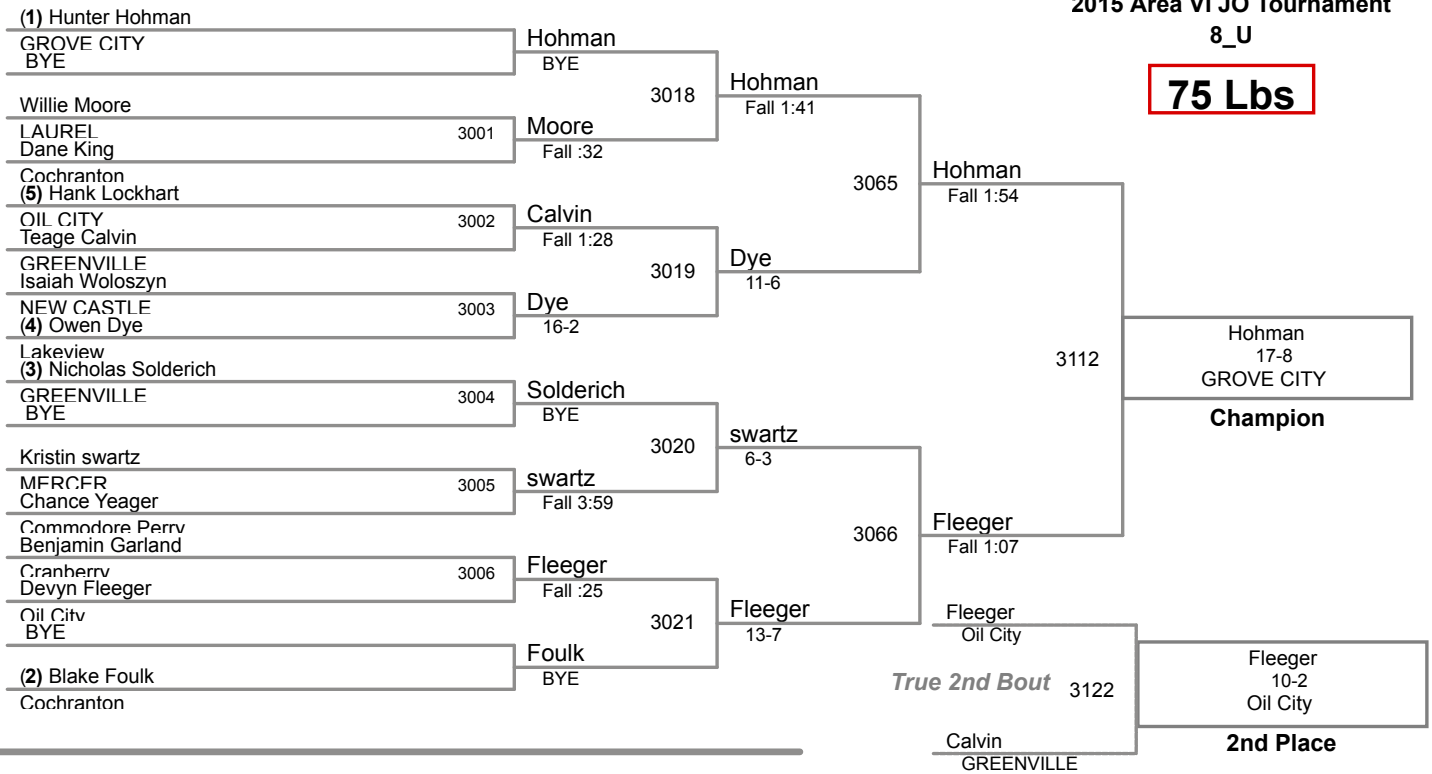 2015 Area VI JO Tournament
8_U
75 Lbs
(1) Hunter Hohman
GROVE CITY
BYE
Willie Moore
LAUREL
3001
Dane King
Cochranton
(5) Hank Lockhart
OIL CITY
3002
Teage Calvin
GREENVILLE
Isaiah Woloszyn
NEW CASTLE
3003
(4) Owen Dye
Lakeview
(3) Nicholas Solderich
GREENVILLE
3004
BYE
Kristin swartz
MERCER
3005
Chance Yeager
Commodore Perry
Benjamin Garland
Cranberry
3006
Devyn Fleeger
Oil City
BYE
(2) Blake Foulk
Cochranton
Hohman
BYE
3018
Moore
Fall :32
Calvin
Fall 1:28
3019
Dye
16-2
Solderich
BYE
3020
swartz
Fall 3:59
Fleeger
Fall :25
3021
Foulk
BYE
Hohman
Fall 1:41
3065
Dye
11-6
swartz
6-3
3066
Fleeger
13-7
Hohman
Fall 1:54
3112
Fleeger
Fall 1:07
Hohman
17-8
GROVE CITY
Champion
Fleeger
Oil City
True 2nd Bout
3122
Calvin
GREENVILLE
Fleeger
10-2
Oil City
2nd Place